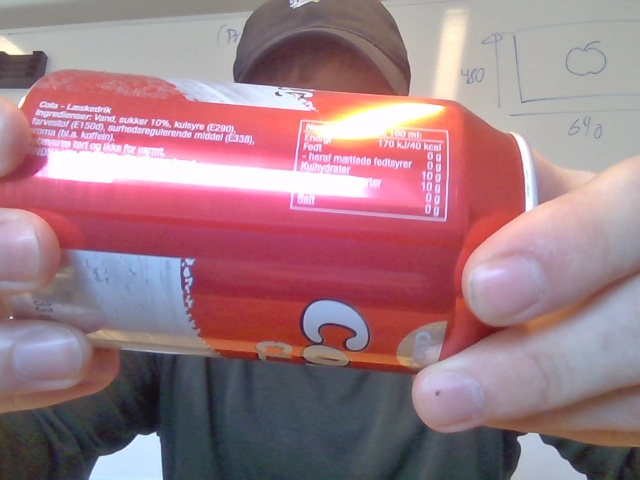 480
640
Cola - Læskedrik
Ingredienser: Vand, sukker 10%, kulsyre (E290),
farvestof (E150d), surhedsregulerende middel (E338),
aroma (bl.a. koffein).
tørt og ikke for varmt.
100 ml:
Energi 170 kJ/40 kcal
Fedt 0 g
- heraf mættede fedtsyrer 0 g
Kulhydrater 10 g
10 g
0 g
Salt 0 g
Co